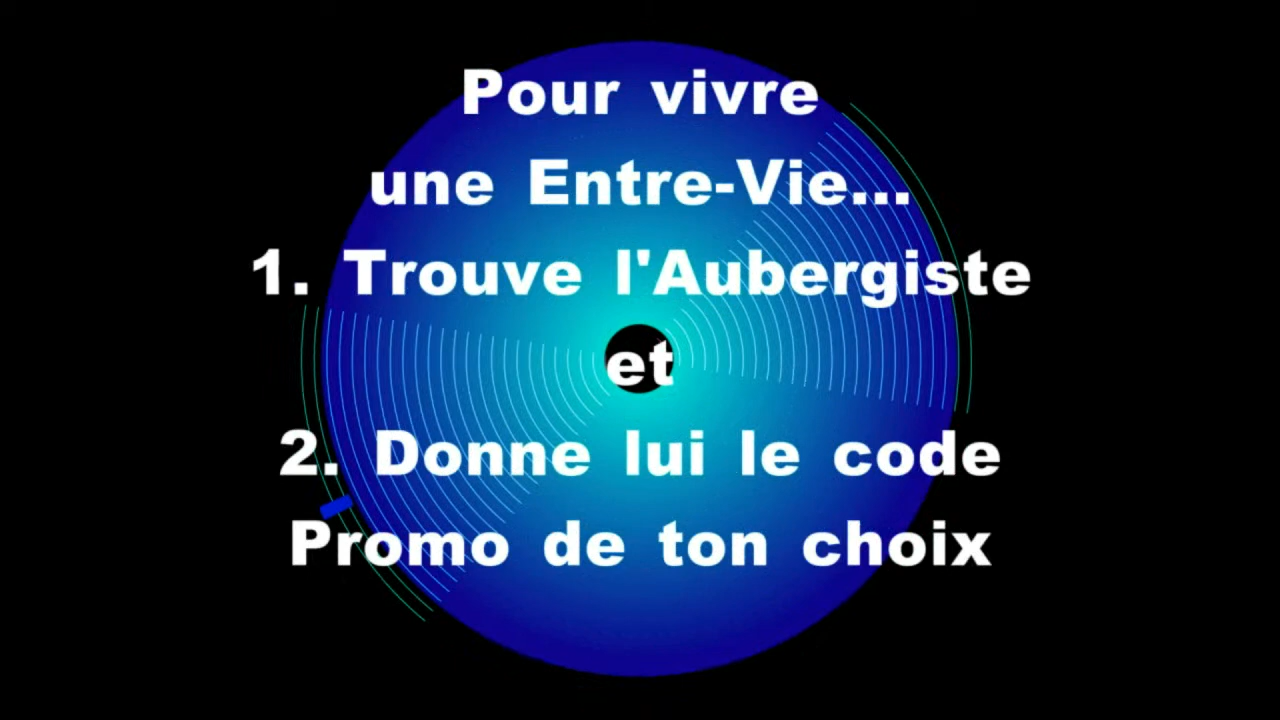 Pour vivre
une Entre-Vie...
1. Trouve l'Aubergiste
et
2. Donne lui le code
Promo de ton choix